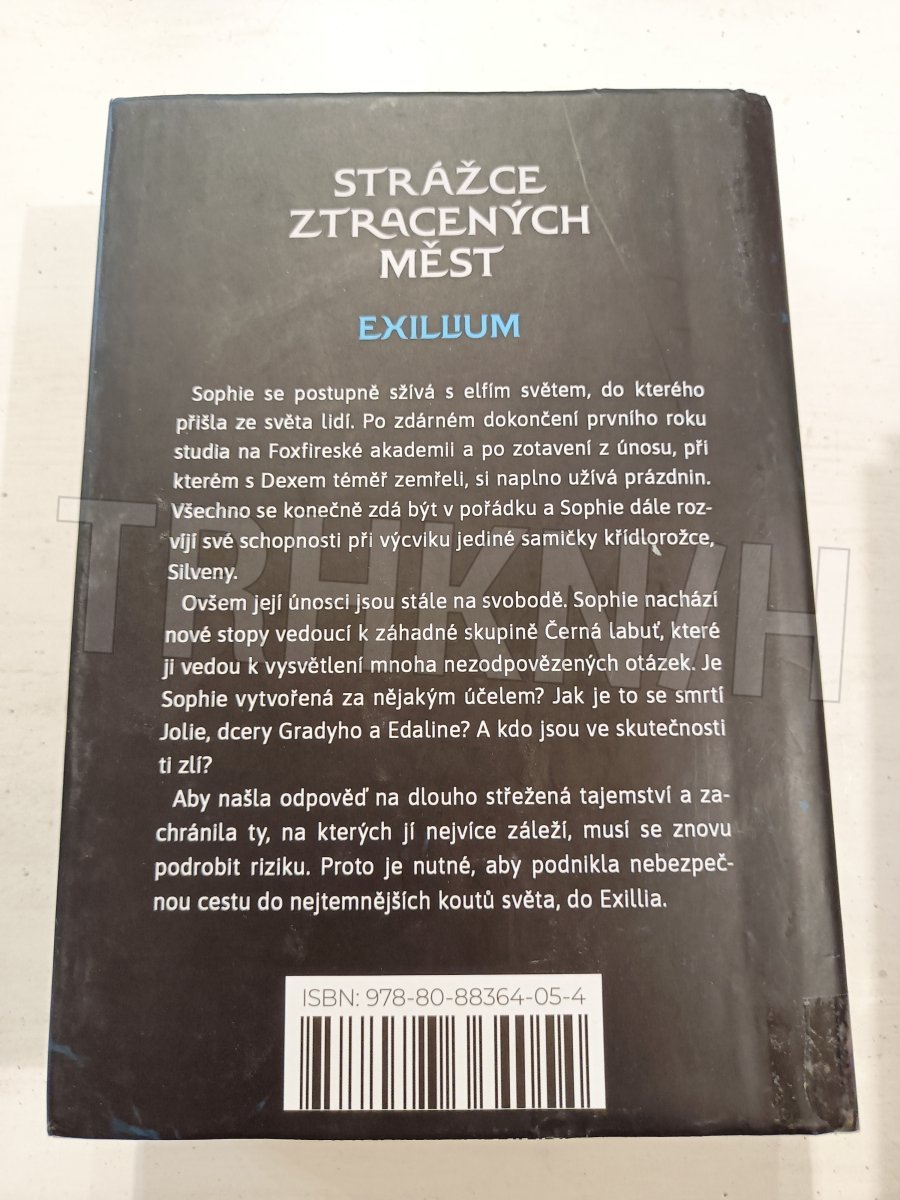 STRÁŽCE
ZTRACENÝCH
MĚST
EXILLIUM
Sophie se postupně sžívá s elfím světem, do kterého
přišla ze světa lidí. Po zdárném dokončení prvního roku
studia na Foxfireské akademii a po zotavení z únosu, při
kterém s Dexem téměř zemřeli, si naplno užívá prázdnin.
Všechno se konečně zdá být v pořádku a Sophie dále roz-
víjí své schopnosti při výcviku jediné samičky křídlorožce,
Silveny.
Ovšem její únosci jsou stále na svobodě. Sophie nachází
nové stopy vedoucí k záhadné skupině Černá labuť, které
ji vedou k vysvětlení mnoha nezodpovězených otázek. Je
Sophie vytvořená za nějakým účelem? Jak je to se smrtí
Jolie, dcery Gradyho a Edaline? A kdo jsou ve skutečnosti
ti zlí?
Aby našla odpověď na dlouho střežená tajemství a za-
chránila ty, na kterých jí nejvíce záleží, musí se znovu
podrobit riziku. Proto je nutné, aby podnikla nebezpeč-
nou cestu do nejtemnějších koutů světa, do Exillia.
TRHKNIH
ISBN: 978-80-88364-05-4